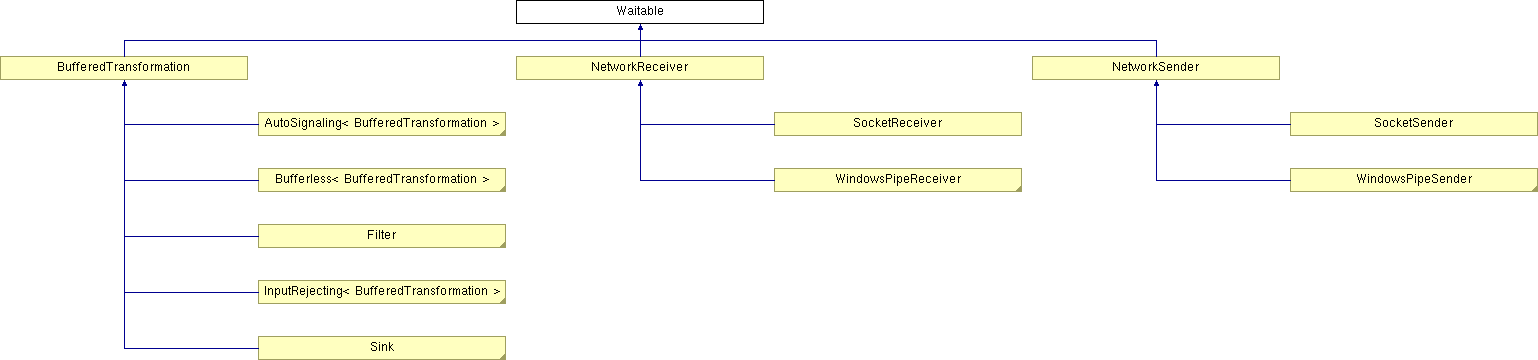 Waitable
BufferedTransformation
NetworkReceiver
NetworkSender
AutoSignaling< BufferedTransformation >
SocketReceiver
SocketSender
Bufferless< BufferedTransformation >
WindowsPipeReceiver
WindowsPipeSender
Filter
InputRejecting< BufferedTransformation >
Sink